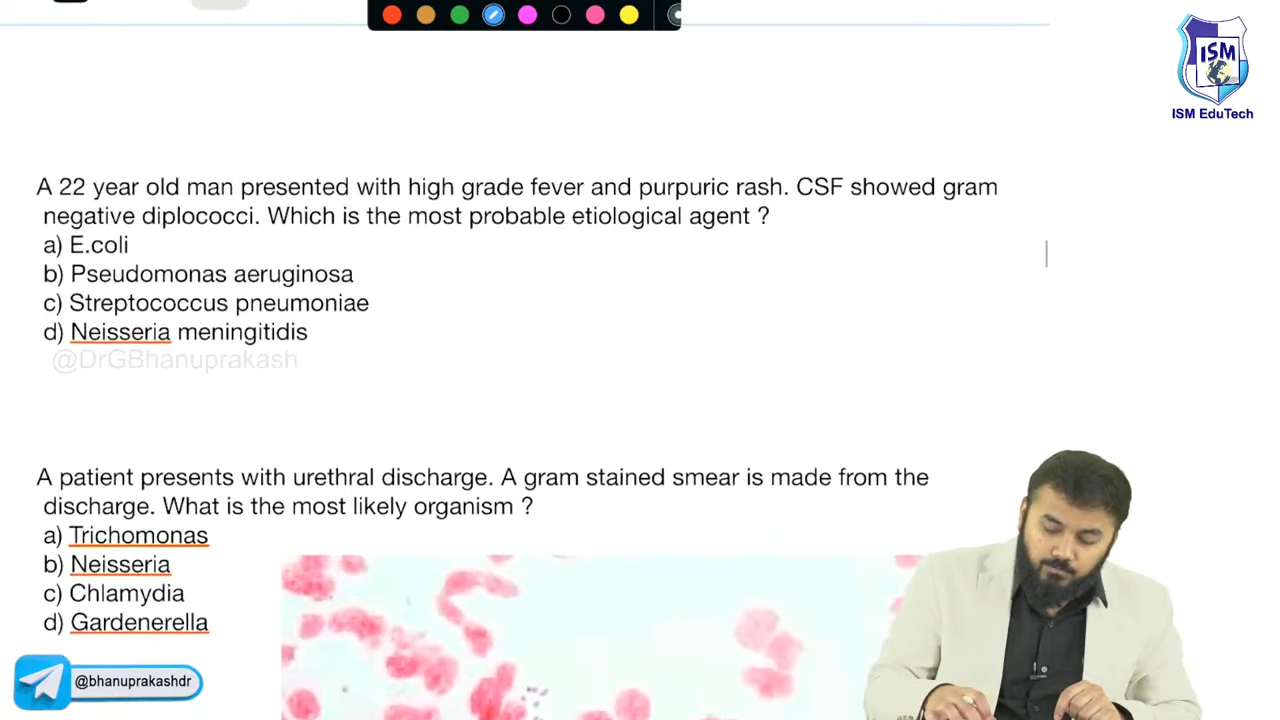 ISM
ISM EduTech
A 22 year old man presented with high grade fever and purpuric rash. CSF showed gram
negative diplococci. Which is the most probable etiological agent ?
a) E.coli
b) Pseudomonas aeruginosa
c) Streptococcus pneumoniae
d) Neisseria meningitidis
@DrGBhanuprakash
A patient presents with urethral discharge. A gram stained smear is made from the
discharge. What is the most likely organism ?
a) Trichomonas
b) Neisseria
c) Chlamydia
d) Gardenerella
@bhanuprakashdr